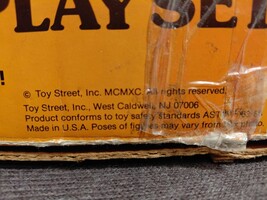 PLAY SET
!
© Toy Street, Inc. MCMXC. All rights reserved.
Toy Street, Inc., West Caldwell, NJ 07006
Product conforms to toy safety standards
Made in U.S.A. Poses of figures may vary from